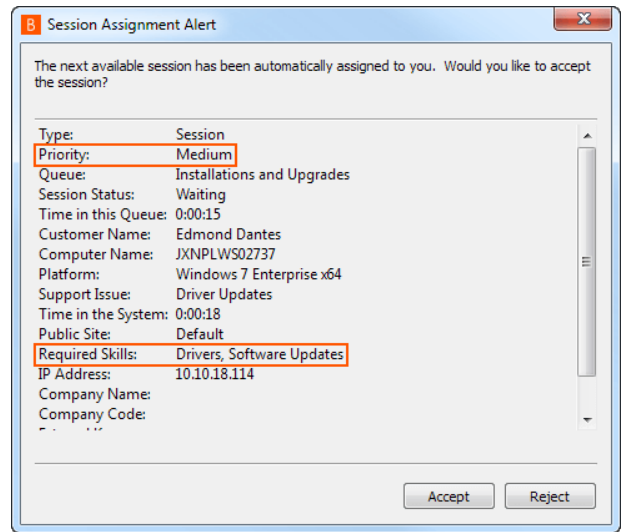 B Session Assignment Alert
The next available session has been automatically assigned to you. Would you like to accept
the session?
Type: Session
Priority: Medium
Queue: Installations and Upgrades
Session Status: Waiting
Time in this Queue: 0:00:15
Customer Name: Edmond Dantes
Computer Name: JXNPLWS02737
Platform: Windows 7 Enterprise x64
Support Issue: Driver Updates
Time in the System: 0:00:18
Public Site: Default
Required Skills: Drivers, Software Updates
IP Address: 10.10.18.114
Company Name:
Company Code:
Accept Reject